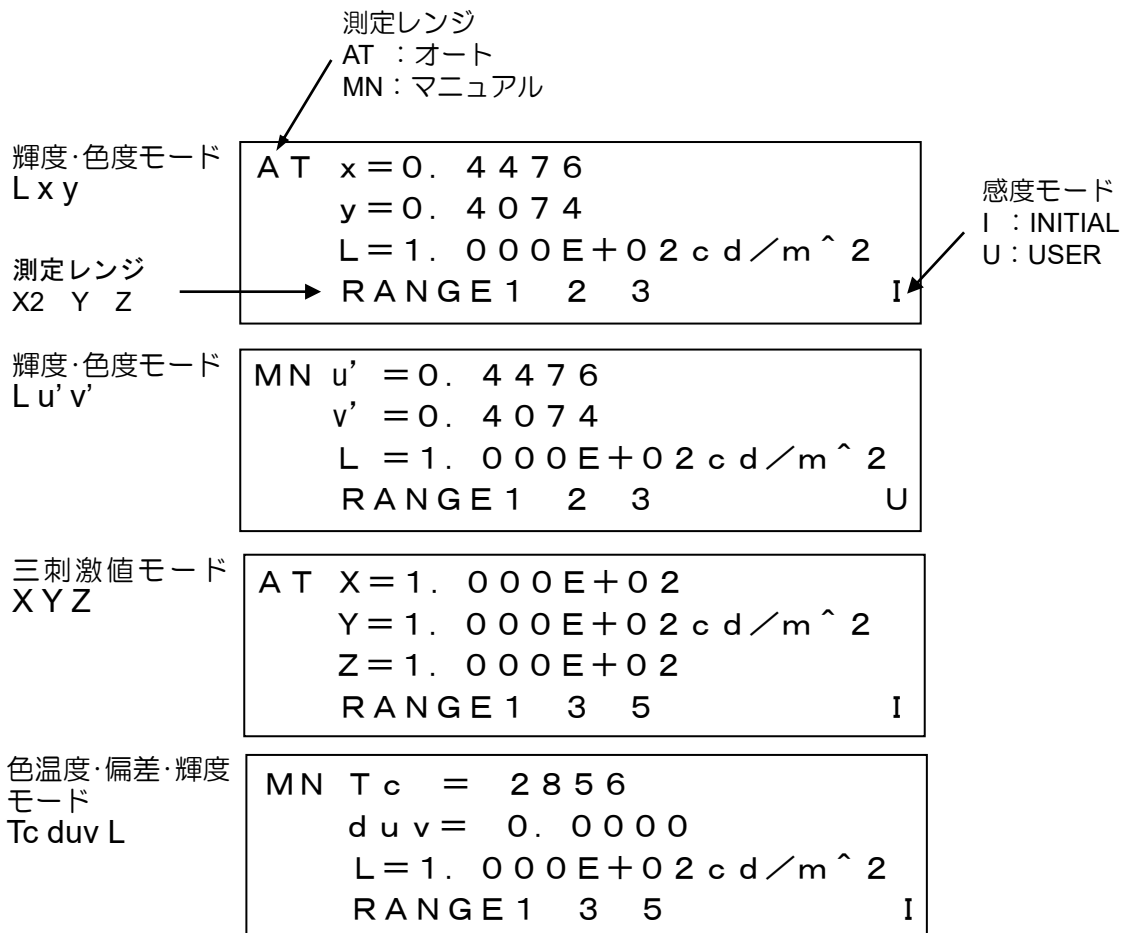 測定レンジ
AT ：オート
MN：マニュアル
輝度･色度モード
L x y
測定レンジ
X2 Y Z
ＡＴ ｘ＝０．４４７６
ｙ＝０．４０７４
Ｌ＝１．０００Ｅ＋０２ｃｄ／ｍ＾２
ＲＡＮＧＥ１ ２ ３ Ｉ
感度モード
I ：INITIAL
U：USER
輝度･色度モード
L u’ v’
ＭＮ ｕ’＝０．４４７６
ｖ’＝０．４０７４
Ｌ ＝１．０００Ｅ＋０２ｃｄ／ｍ＾２
ＲＡＮＧＥ１ ２ ３ Ｕ
三刺激値モード
X Y Z
ＡＴ Ｘ＝１．０００Ｅ＋０２
Ｙ＝１．０００Ｅ＋０２ｃｄ／ｍ＾２
Ｚ＝１．０００Ｅ＋０２
ＲＡＮＧＥ１ ３ ５ Ｉ
色温度･偏差･輝度
モード
Tc duv L
ＭＮ Ｔｃ ＝ ２８５６
ｄｕｖ＝ ０．００００
Ｌ＝１．０００Ｅ＋０２ｃｄ／ｍ＾２
ＲＡＮＧＥ１ ３ ５ Ｉ